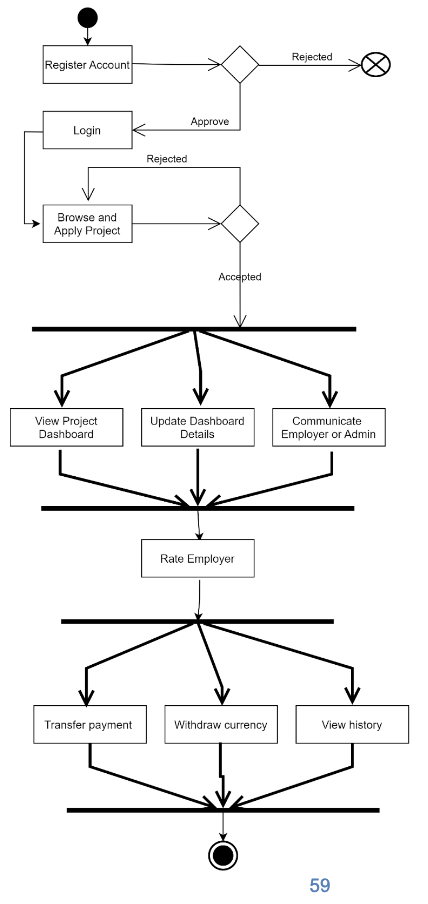 Register Account
Rejected
Approve
Login
Rejected
Browse and
Apply Project
Accepted
View Project
Dashboard
Update Dashboard
Details
Communicate
Employer or Admin
Rate Employer
Transfer payment
Withdraw currency
View history
59